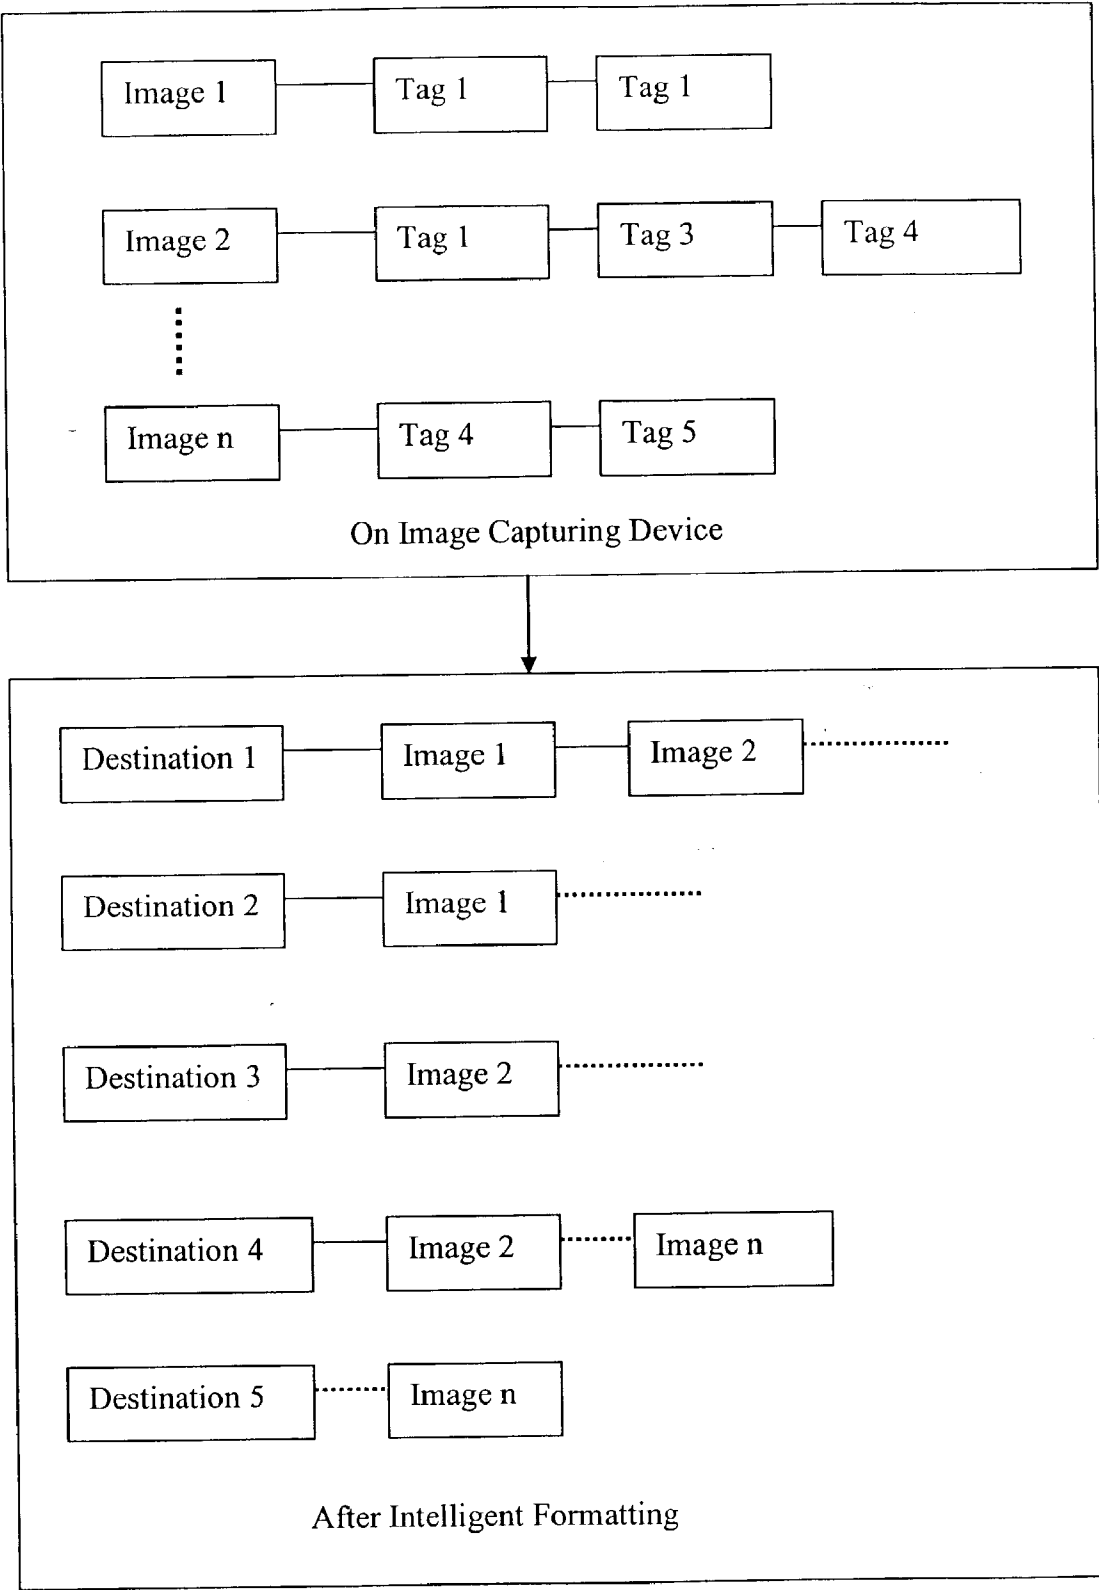 Image 1 Tag 1 Tag 1
Image 2 Tag 1 Tag 3 Tag 4
Image n Tag 4 Tag 5
On Image Capturing Device
Destination 1 Image 1 Image 2
Destination 2 Image 1
Destination 3 Image 2
Destination 4 Image 2 Image n
Destination 5 Image n
After Intelligent Formatting